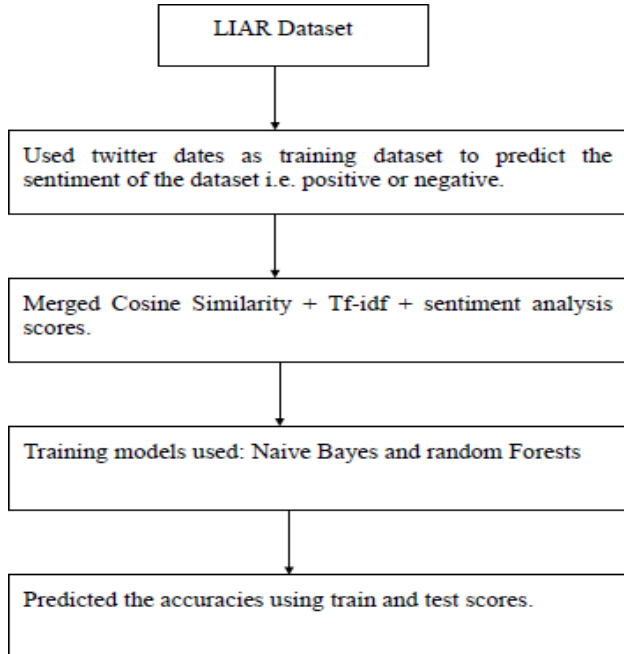 LIAR Dataset
Used twitter dates as training dataset to predict the
sentiment of the dataset i.e. positive or negative.
Merged Cosine Similarity + Tf-idf + sentiment analysis
scores.
Training models used: Naive Bayes and random Forests
Predicted the accuracies using train and test scores.